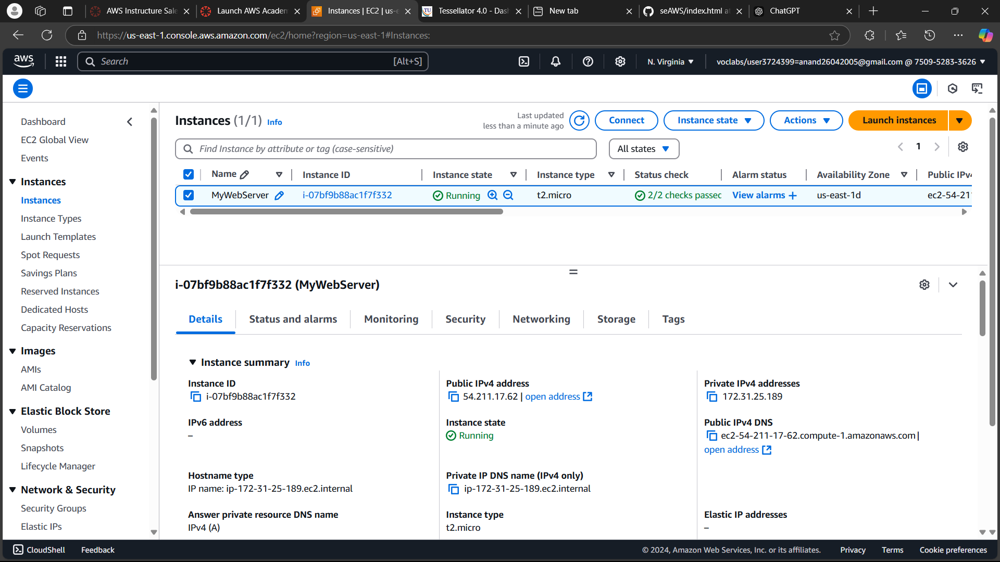 AWS Instructure Sale
Launch AWS Academ
Instances | EC2 | us-e
TU
Tessellator 4.0 - Dash
New tab
seAWS/index.html at
ChatGPT
https://us-east-1.console.aws.amazon.com/ec2/home?region=us-east-1#Instances:
aws
Search
[Alt+S]
N. Virginia
voclabs/user3724399=anand26042005@gmail.com @ 7509-5283-3626
Dashboard
EC2 Global View
Events
Instances
Instances
Instance Types
Launch Templates
Spot Requests
Savings Plans
Reserved Instances
Dedicated Hosts
Capacity Reservations
Images
AMIs
AMI Catalog
Elastic Block Store
Volumes
Snapshots
Lifecycle Manager
Network & Security
Security Groups
Elastic IPs
Instances (1/1) Info
Last updated
less than a minute ago
Connect
Instance state
Actions
Launch instances
Find Instance by attribute or tag (case-sensitive)
All states
1
Name
Instance ID
Instance state
Instance type
Status check
Alarm status
Availability Zone
Public IPv4
MyWebServer
i-07bf9b88ac1f7f332
Running
t2.micro
2/2 checks passed
View alarms +
us-east-1d
ec2-54-211
i-07bf9b88ac1f7f332 (MyWebServer)
Details
Status and alarms
Monitoring
Security
Networking
Storage
Tags
Instance summary Info
Instance ID
i-07bf9b88ac1f7f332
Public IPv4 address
54.211.17.62 | open address
Private IPv4 addresses
172.31.25.189
IPv6 address
–
Instance state
Running
Public IPv4 DNS
ec2-54-211-17-62.compute-1.amazonaws.com |
open address
Hostname type
IP name: ip-172-31-25-189.ec2.internal
Private IP DNS name (IPv4 only)
ip-172-31-25-189.ec2.internal
Answer private resource DNS name
IPv4 (A)
Instance type
t2.micro
Elastic IP addresses
–
CloudShell
Feedback
© 2024, Amazon Web Services, Inc. or its affiliates.
Privacy
Terms
Cookie preferences